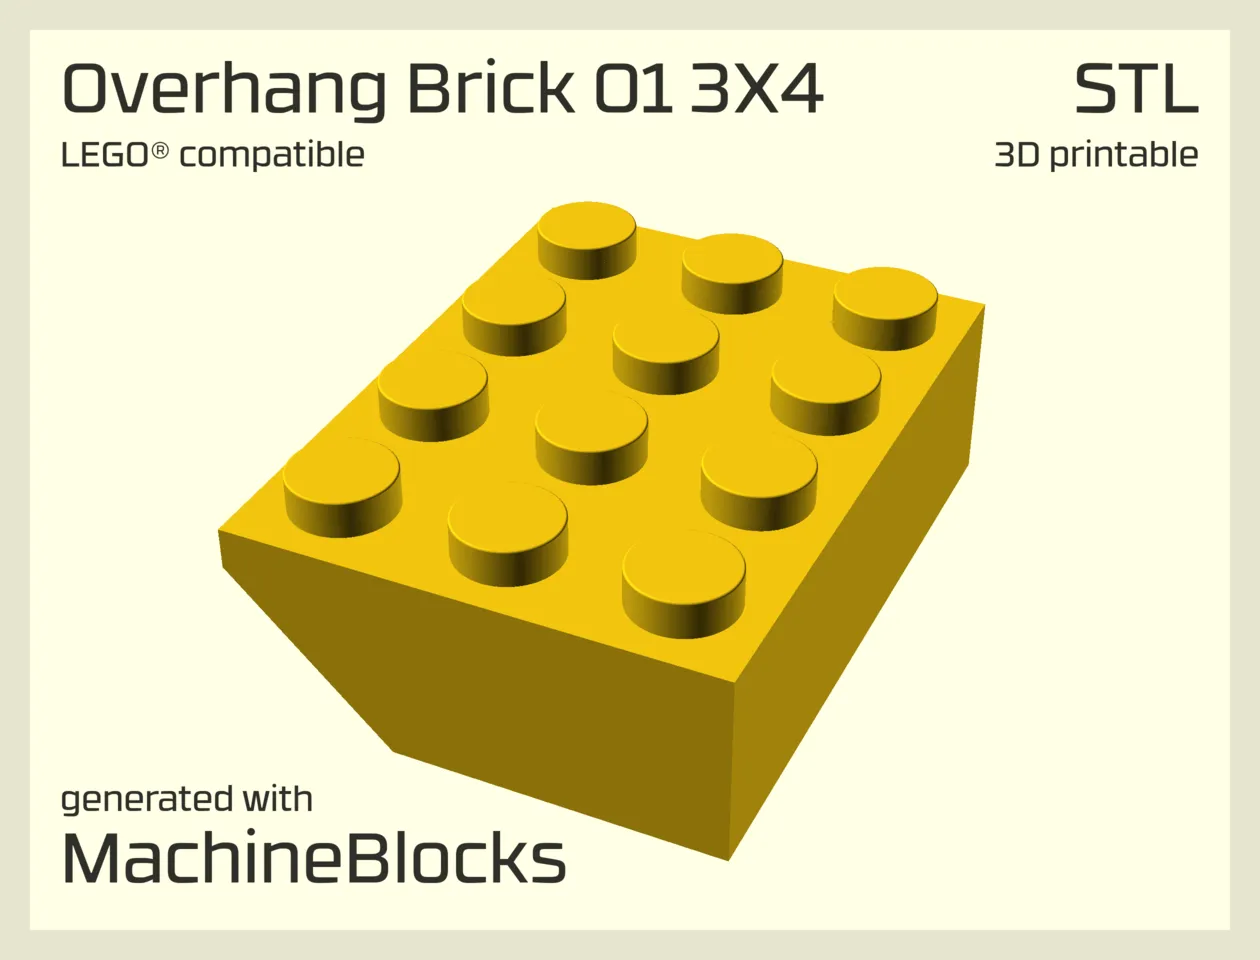 Overhang Brick 01 3X4
STL
LEGO® compatible
3D printable
generated with
MachineBlocks